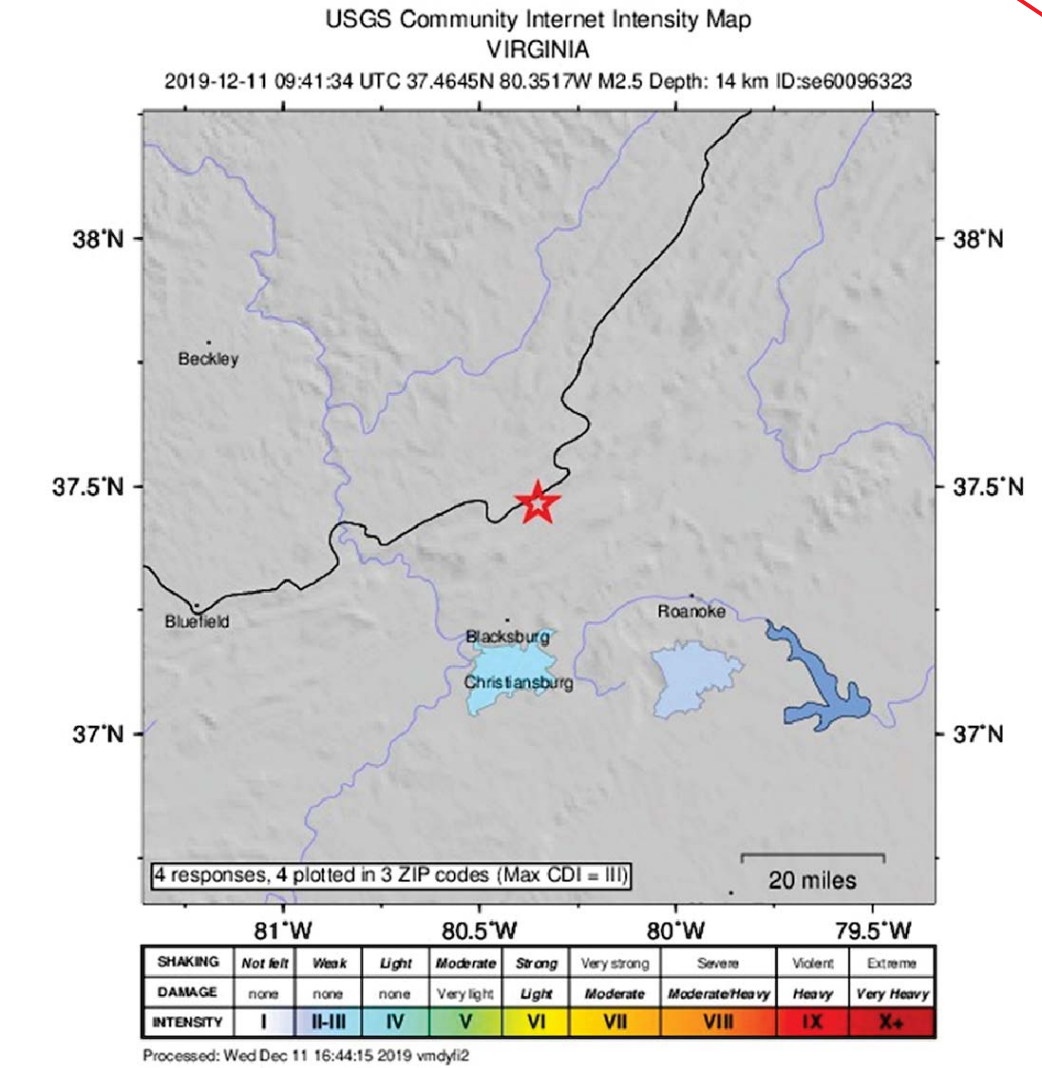 USGS Community Internet Intensity Map
VIRGINIA
2019-12-11 09:41:34 UTC 37.4645N 80.3517W M2.5 Depth: 14 km ID:se60096323
38˚N 38˚N
Beckley
37.5˚N 37.5˚N
Bluefield
Roanoke
Blacksburg
Christiansburg
37˚N 37˚N
4 responses, 4 plotted in 3 ZIP codes (Max CDI = III)
20 miles
81˚W 80.5˚W 80˚W 79.5˚W
SHAKING Not felt Weak Light Moderate Strong Very strong Severe Violent Extreme
DAMAGE none none none Very light Light Moderate Moderate/Heavy Heavy Very Heavy
INTENSITY I II-III IV V VI VII VIII IX X+
Processed: Wed Dec 11 16:44:15 2019 vmdyfi2